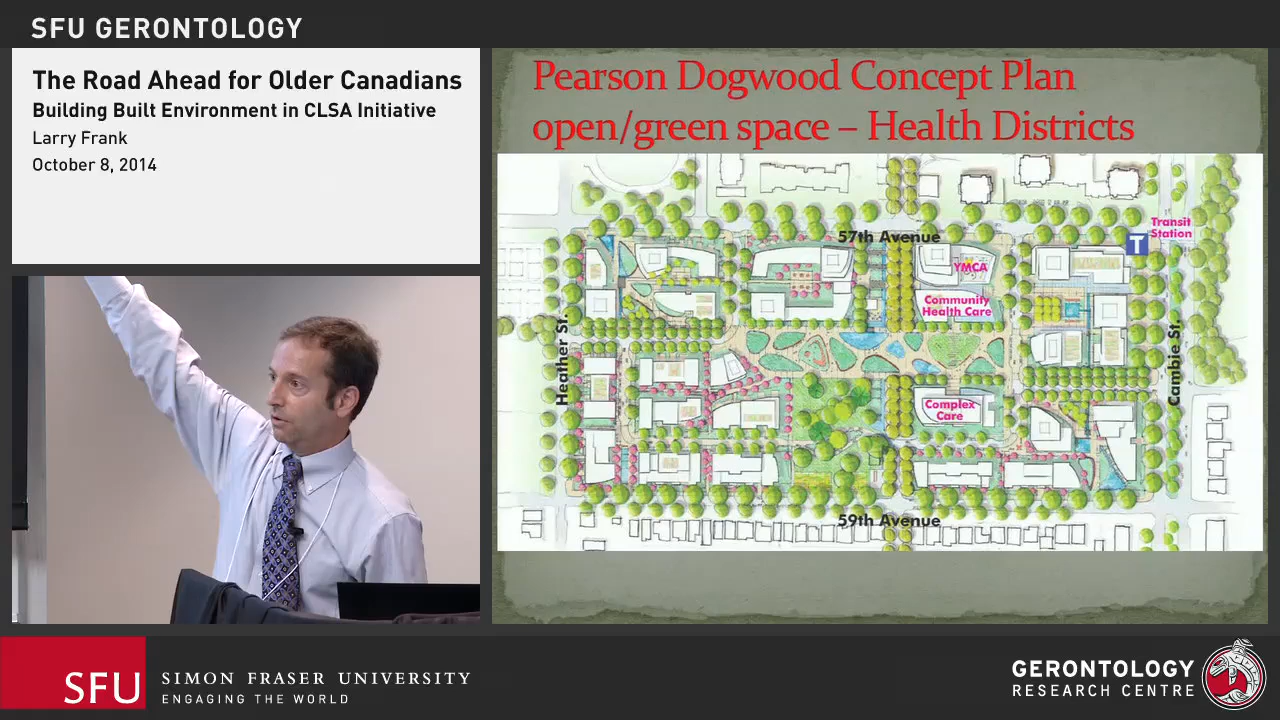 SFU GERONTOLOGY
The Road Ahead for Older Canadians
Building Built Environment in CLSA Initiative
Larry Frank
October 8, 2014
Pearson Dogwood Concept Plan
open/green space – Health Districts
Transit
Station
T
57th Avenue
YMCA
Community
Health Care
Heather St.
Cambie St.
Complex
Care
59th Avenue
SFU
SIMON FRASER UNIVERSITY
ENGAGING THE WORLD
GERONTOLOGY
RESEARCH CENTRE